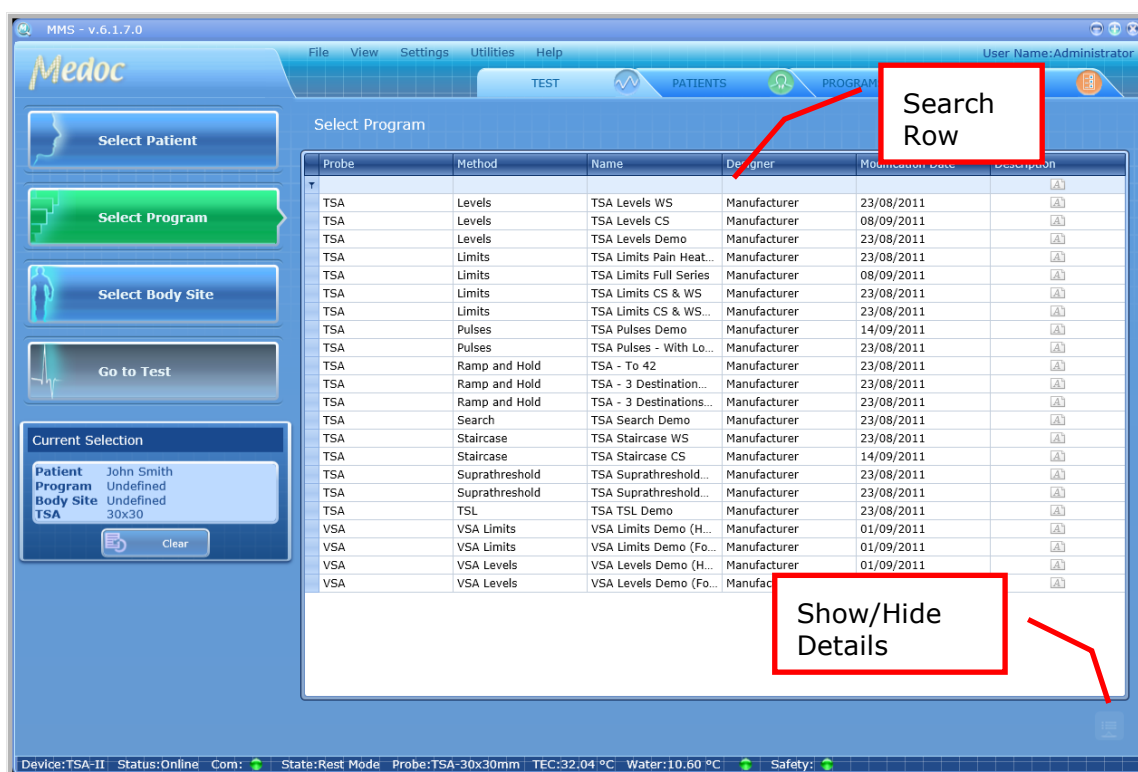 MMS - v.6.1.7.0
Medoc
File View Settings Utilities Help
User Name:Administrator
TEST PATIENTS
Search
Row
Select Patient
Select Program
Select Body Site
Go to Test
Current Selection
Patient John Smith
Program Undefined
Body Site Undefined
TSA 30x30
Clear
Select Program
Probe Method Name Designer Modification Date Description
TSA Levels TSA Levels WS Manufacturer 23/08/2011
TSA Levels TSA Levels CS Manufacturer 08/09/2011
TSA Levels TSA Levels Demo Manufacturer 23/08/2011
TSA Limits TSA Limits Pain Heat... Manufacturer 23/08/2011
TSA Limits TSA Limits Full Series Manufacturer 08/09/2011
TSA Limits TSA Limits CS & WS Manufacturer 23/08/2011
TSA Limits TSA Limits CS & WS... Manufacturer 23/08/2011
TSA Pulses TSA Pulses Demo Manufacturer 14/09/2011
TSA Pulses TSA Pulses - With Lo... Manufacturer 23/08/2011
TSA Ramp and Hold TSA - To 42 Manufacturer 23/08/2011
TSA Ramp and Hold TSA - 3 Destination... Manufacturer 23/08/2011
TSA Ramp and Hold TSA - 3 Destinations... Manufacturer 23/08/2011
TSA Search TSA Search Demo Manufacturer 23/08/2011
TSA Staircase TSA Staircase WS Manufacturer 23/08/2011
TSA Staircase TSA Staircase CS Manufacturer 14/09/2011
TSA Suprathreshold TSA Suprathreshold... Manufacturer 23/08/2011
TSA Suprathreshold TSA Suprathreshold... Manufacturer 23/08/2011
TSA TSL TSA TSL Demo Manufacturer 23/08/2011
VSA VSA Limits VSA Limits Demo (H... Manufacturer 01/09/2011
VSA VSA Limits VSA Limits Demo (Fo... Manufacturer 01/09/2011
VSA VSA Levels VSA Levels Demo (H... Manufacturer 01/09/2011
VSA VSA Levels VSA Levels Demo (Fo...
Show/Hide
Details
Device:TSA-II Status:Online Com: State:Rest Mode Probe:TSA-30x30mm TEC:32.04 °C Water:10.60 °C Safety: